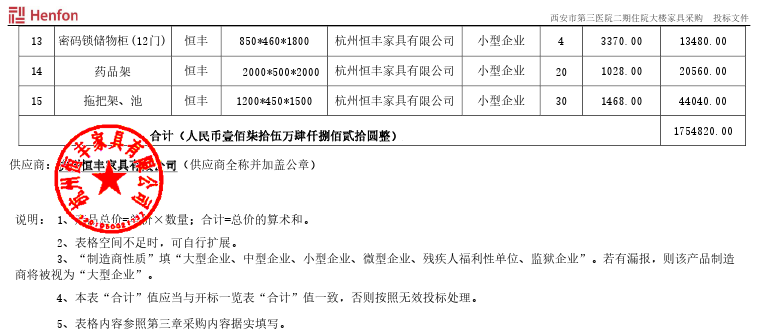 Henfon 西安市第三医院二期住院大楼家具采购 投标文件
13 密码锁储物柜(12门) 恒丰 850*460*1800 杭州恒丰家具有限公司 小型企业 4 3370.00 13480.00
14 药品架 恒丰 2000*500*2000 杭州恒丰家具有限公司 小型企业 20 1028.00 20560.00
15 拖把架、池 恒丰 1200*450*1500 杭州恒丰家具有限公司 小型企业 30 1468.00 44040.00
合计（人民币壹佰柒拾伍万肆仟捌佰贰拾圆整） 1754820.00
供应商： 恒丰家具有限公司（供应商全称并加盖公章）
杭州恒丰家具有限公司
说明： 1、产品总价=单价×数量；合计=总价的算术和。
2、表格空间不足时，可自行扩展。
3、“制造商性质”填“大型企业、中型企业、小型企业、微型企业、残疾人福利性单位、监狱企业”。若有漏报，则该产品制造
商将被视为“大型企业”。
4、本表“合计”值应当与开标一览表“合计”值一致，否则按照无效投标处理。
5、表格内容参照第三章采购内容据实填写。